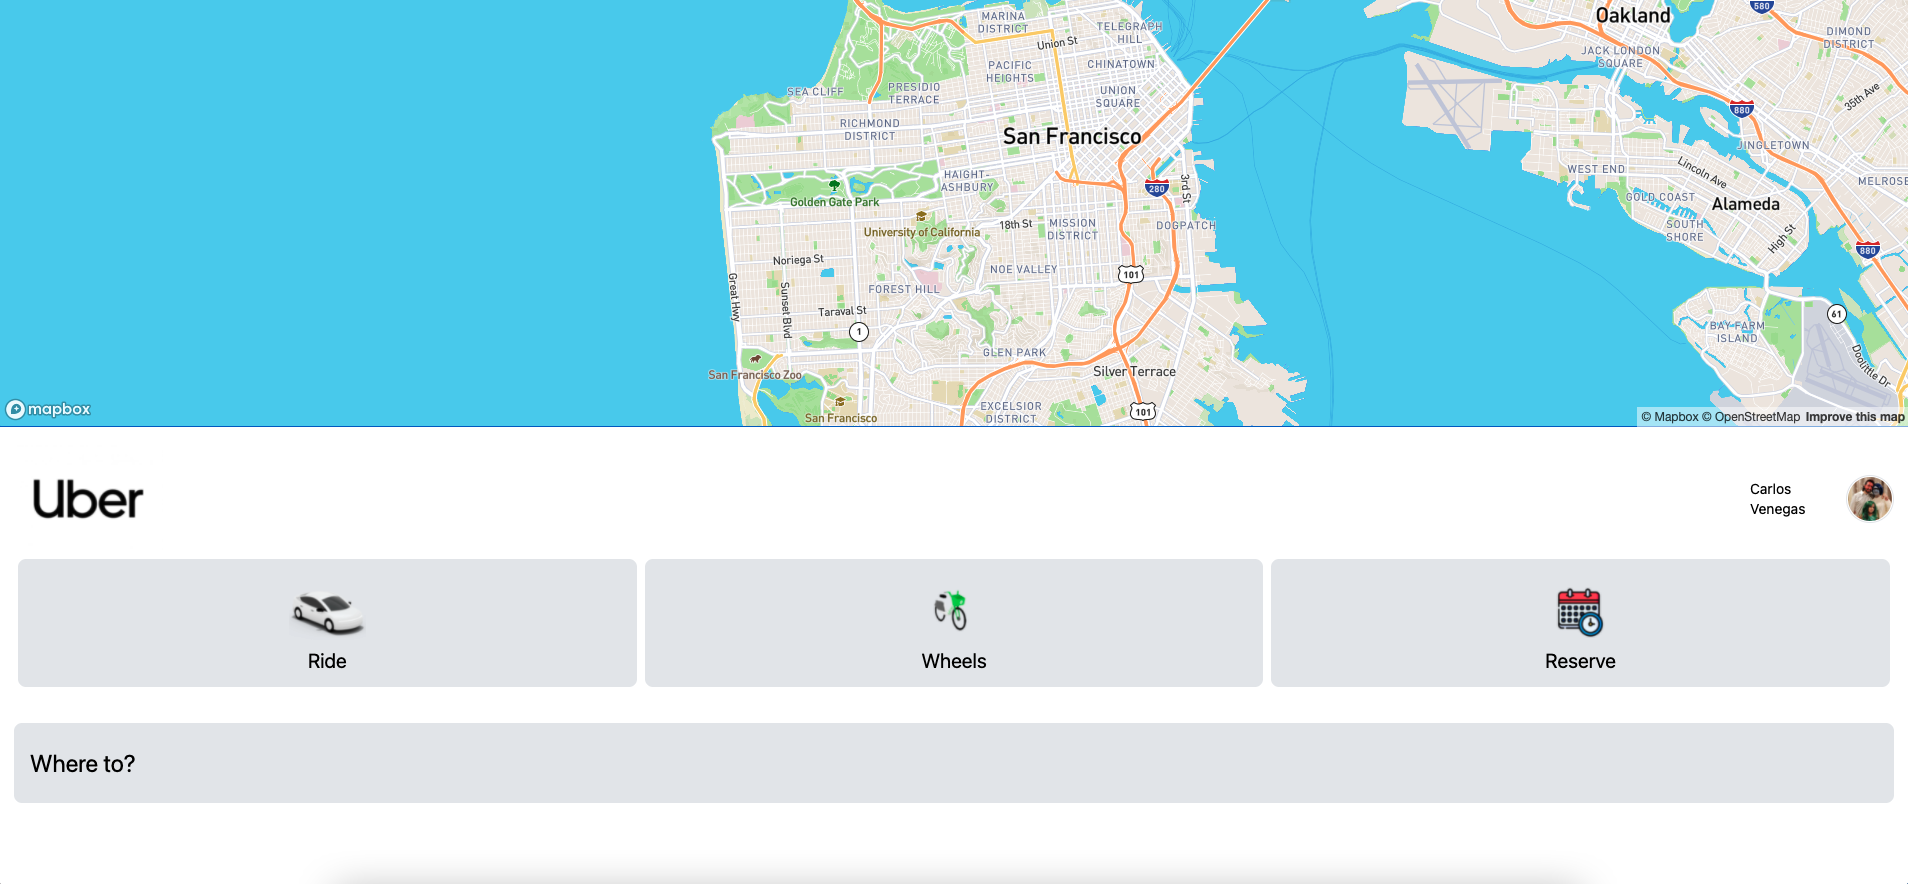 Oakland
580
DIMOND
DISTRICT
MARINA
DISTRICT
TELEGRAPH
HILL
Union St
JACK LONDON
SQUARE
PACIFIC
HEIGHTS
CHINATOWN
SEA CLIFF
PRESIDIO
TERRACE
UNION
SQUARE
35th Ave
880
RICHMOND
DISTRICT
San Francisco
JINGLETOWN
WEST END
Lincoln Ave
MELROSE
HAIGHT-
ASHBURY
280
3rd St
Golden Gate Park
GOLD COAST
Alameda
University of California
18th St
MISSION
DISTRICT
DOGPATCH
SOUTH
SHORE
High St
880
Noriega St
NOE VALLEY
101
FOREST HILL
Great Hwy
Sunset Blvd
Taraval St
1
61
BAY FARM
ISLAND
GLEN PARK
Silver Terrace
Doolittle Dr
San Francisco Zoo
EXCELSIOR
DISTRICT
101
San Francisco
mapbox
© Mapbox © OpenStreetMap Improve this map
Uber
Carlos
Venegas
Ride
Wheels
Reserve
Where to?